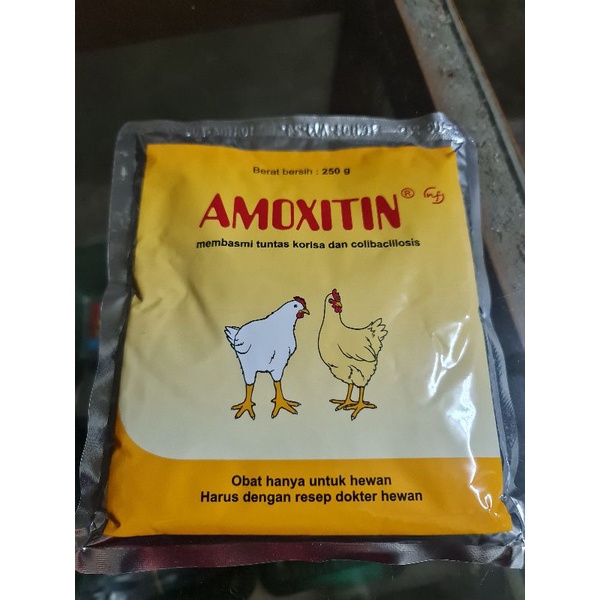 Berat bersih : 250 g
AMOXITIN®
membasmi tuntas korisa dan colibacillosis
Obat hanya untuk hewan
Harus dengan resep dokter hewan